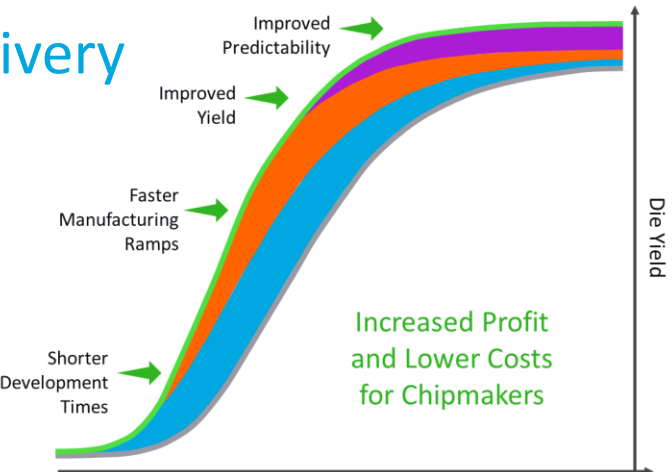 ivery
Improved
Predictability
Improved
Yield
Faster
Manufacturing
Ramps
Shorter
Development
Times
Increased Profit
and Lower Costs
for Chipmakers
Die Yield